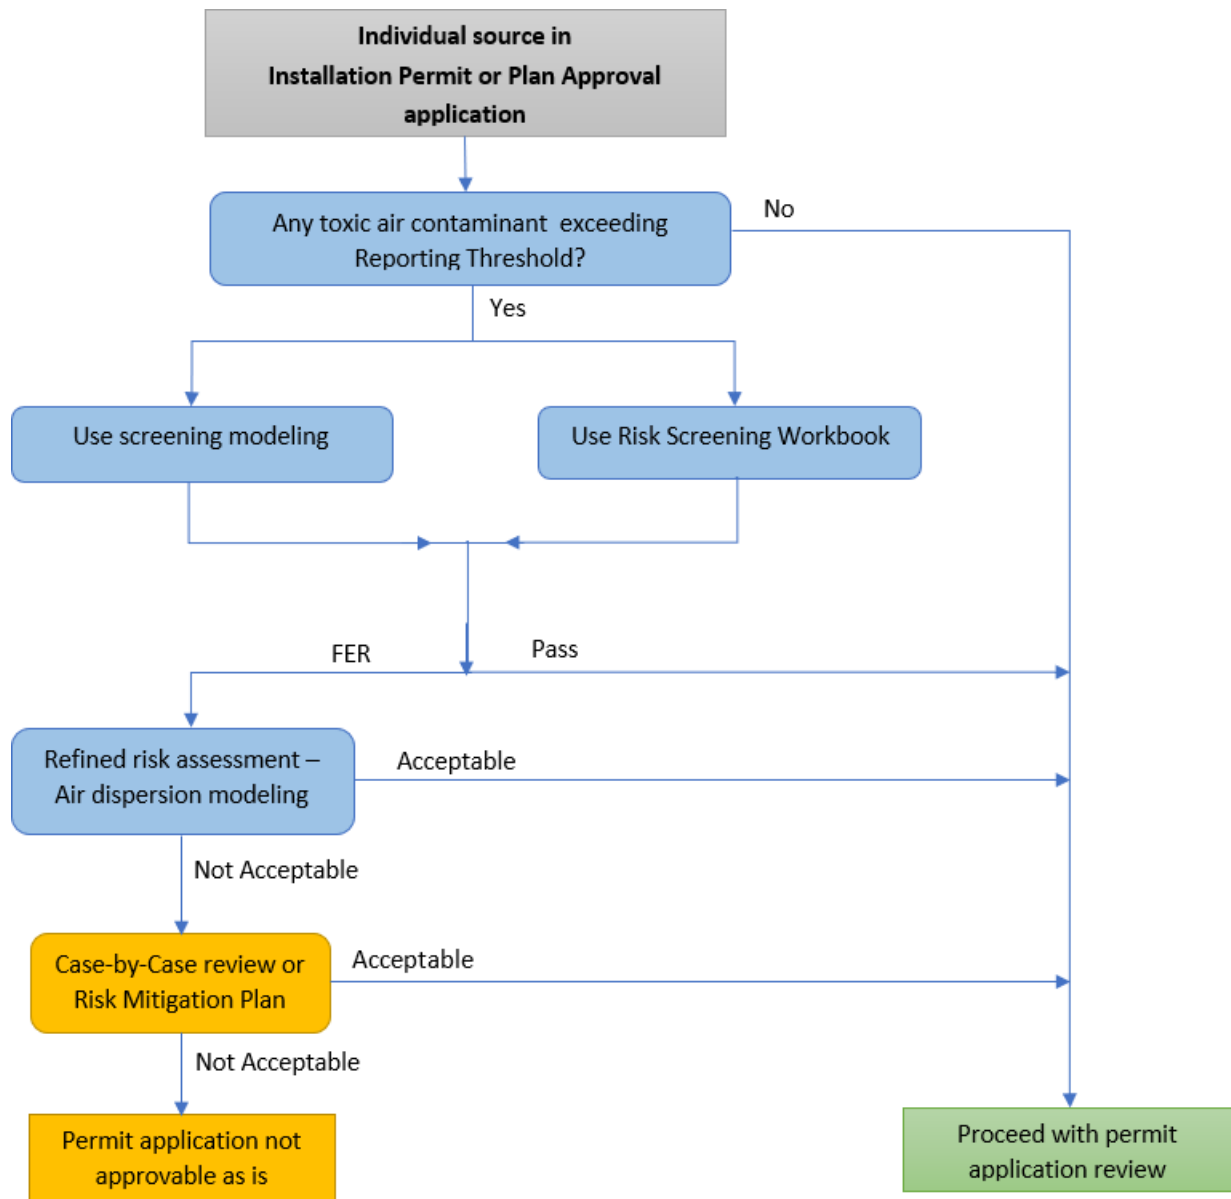 Individual source in
Installation Permit or Plan Approval
application
Any toxic air contaminant exceeding
Reporting Threshold?
No
Yes
Use screening modeling
Use Risk Screening Workbook
FER
Pass
Refined risk assessment –
Air dispersion modeling
Acceptable
Not Acceptable
Case-by-Case review or
Risk Mitigation Plan
Acceptable
Not Acceptable
Permit application not
approvable as is
Proceed with permit
application review